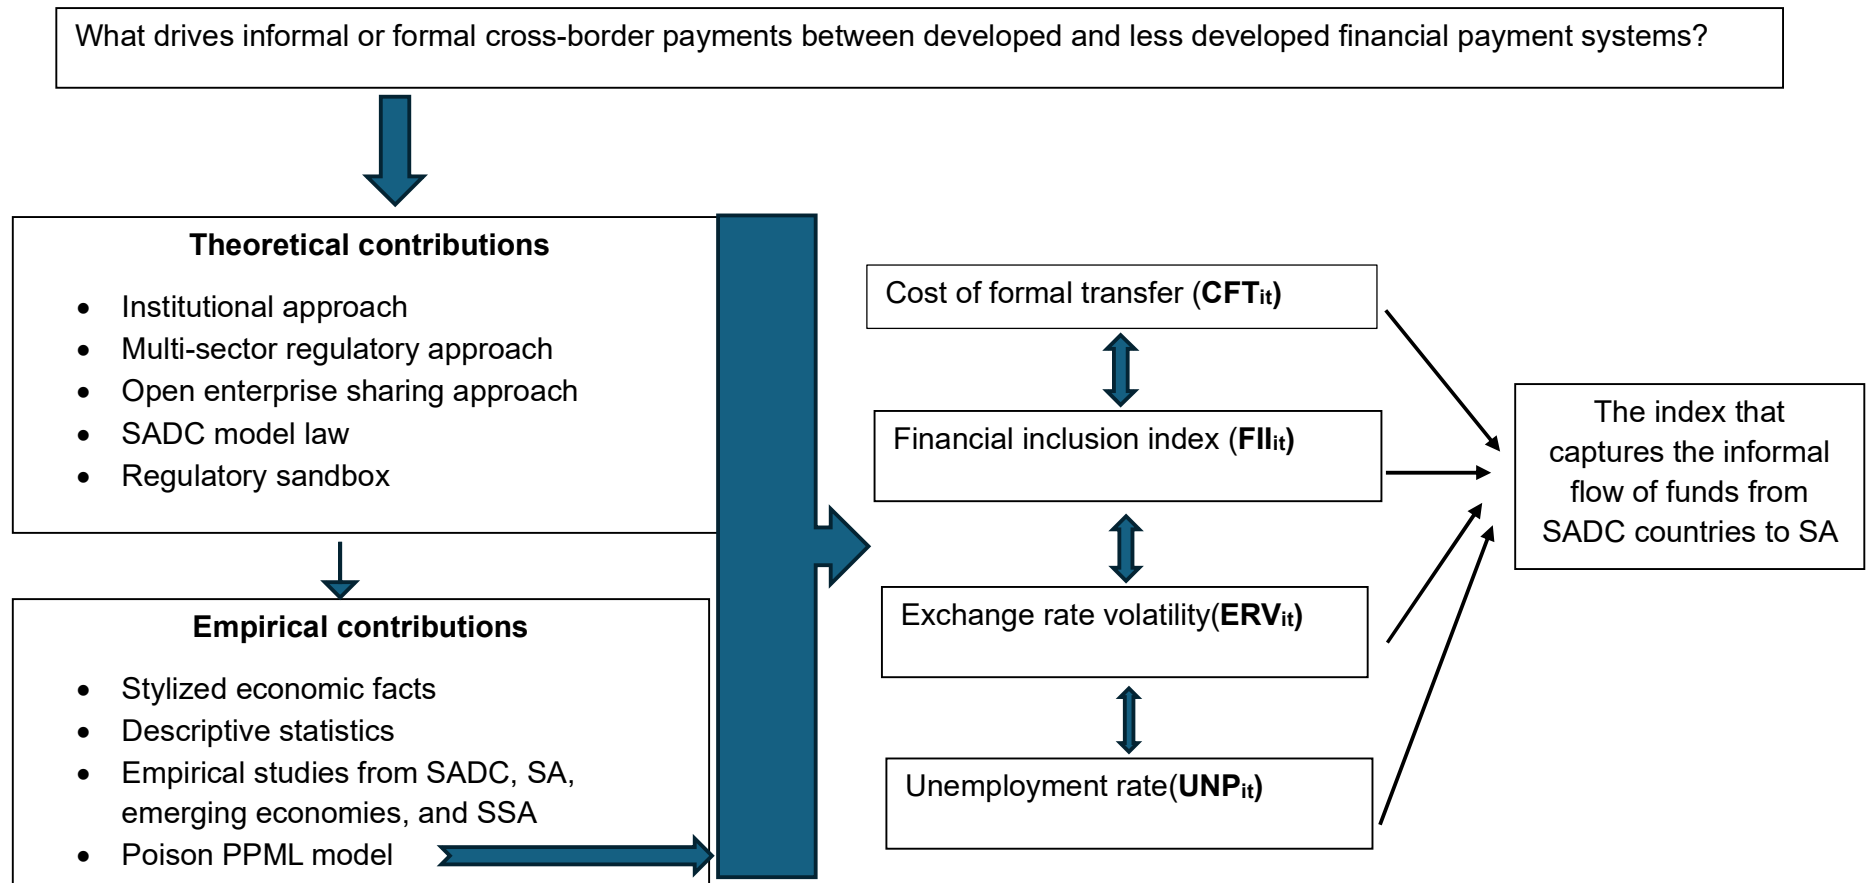 What drives informal or formal cross-border payments between developed and less developed financial payment systems?
Theoretical contributions
• Institutional approach
• Multi-sector regulatory approach
• Open enterprise sharing approach
• SADC model law
• Regulatory sandbox
Empirical contributions
• Stylized economic facts
• Descriptive statistics
• Empirical studies from SADC, SA,
emerging economies, and SSA
• Poison PPML model
Cost of formal transfer (CFTit)
Financial inclusion index (FIIit)
Exchange rate volatility(ERVit)
Unemployment rate(UNPit)
The index that
captures the informal
flow of funds from
SADC countries to SA